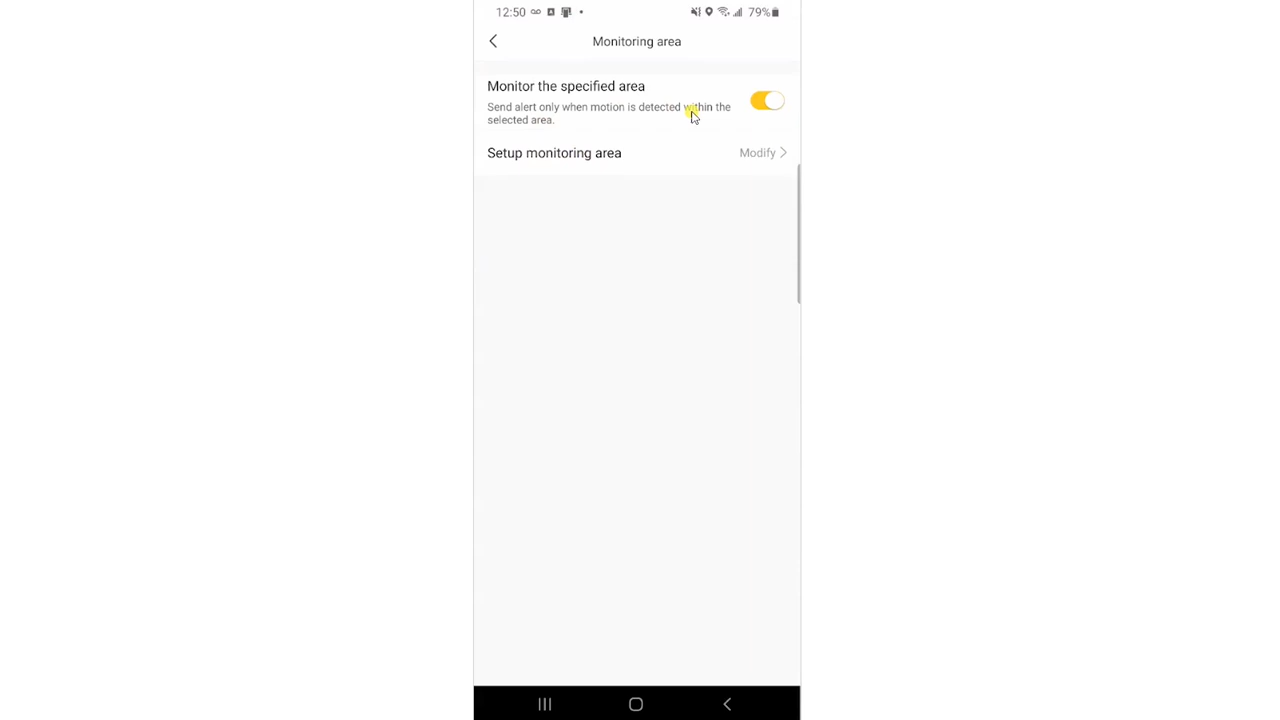 12:50
79%
Monitoring area
Monitor the specified area
Send alert only when motion is detected within the
selected area.
Setup monitoring area
Modify